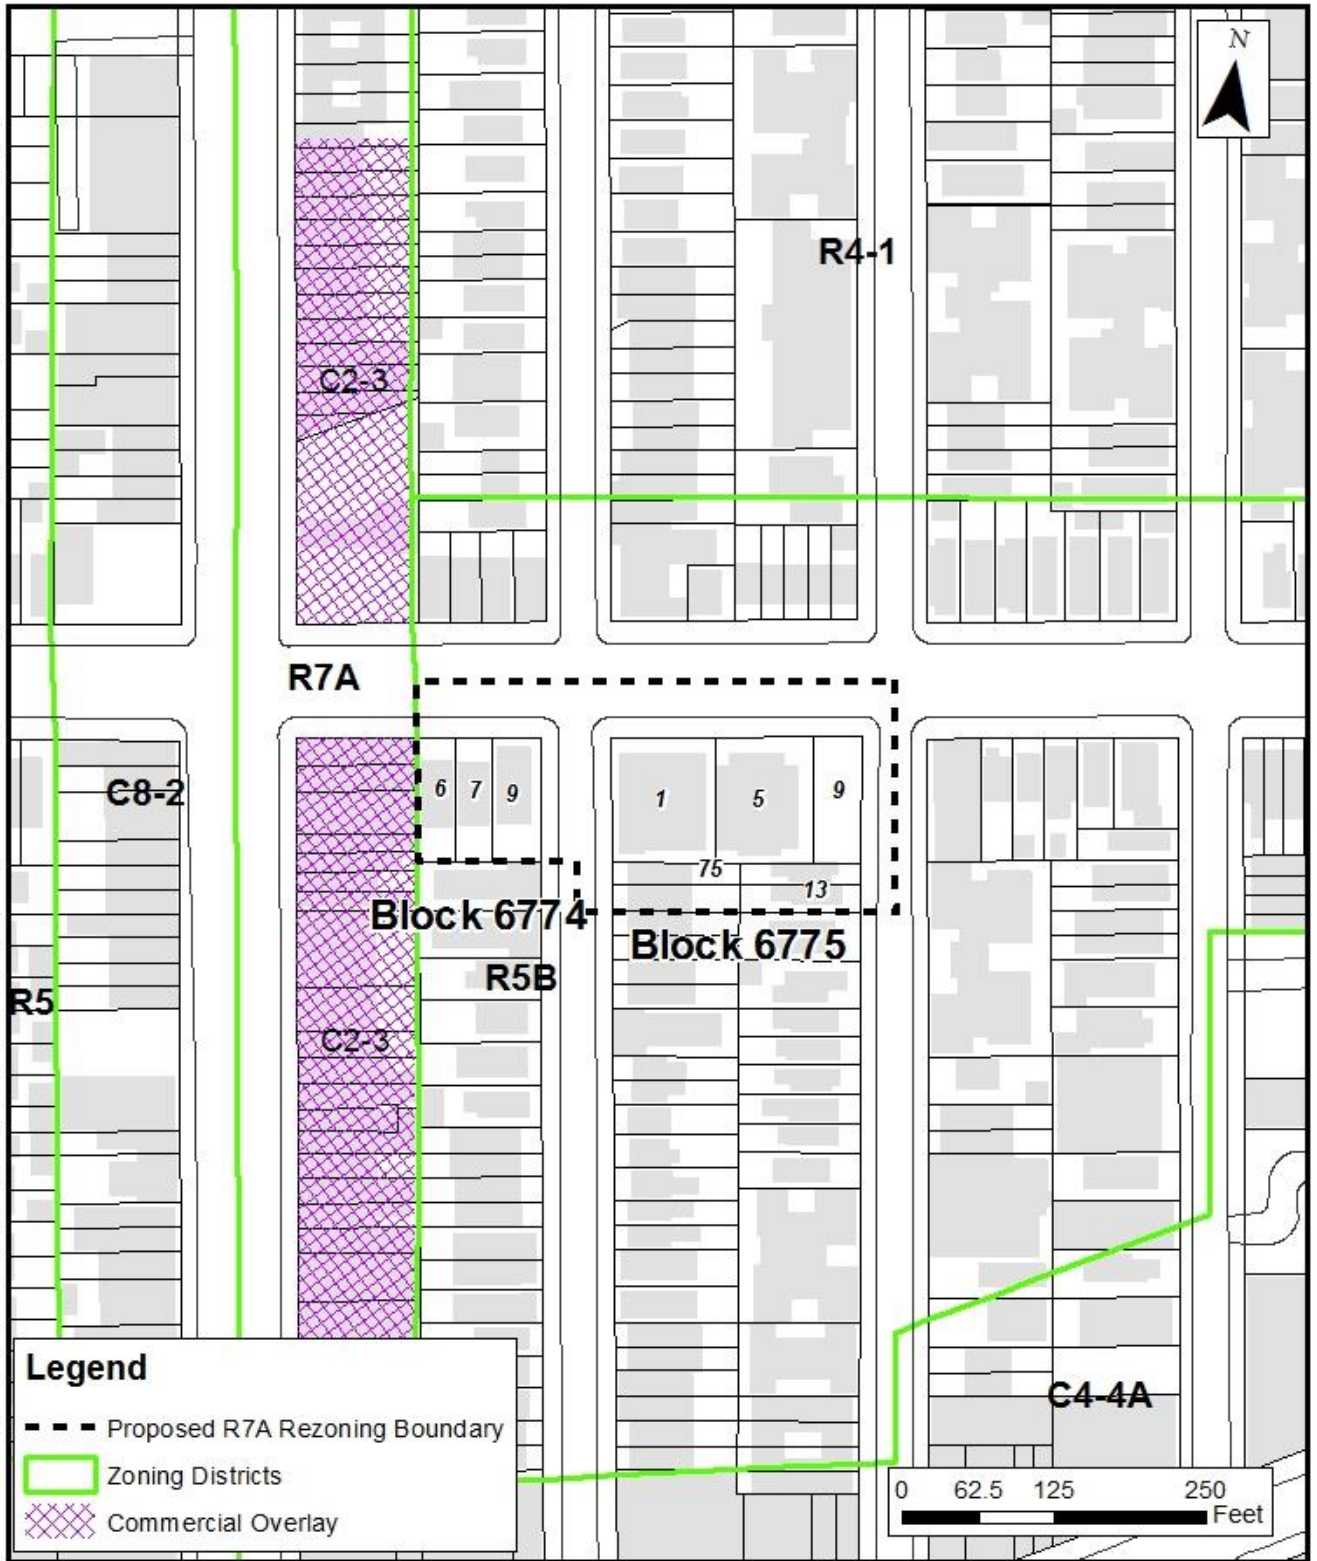 N
R4-1
C2-3
R7A
C8-2
6 7 9 1 5 9
75
13
Block 6774
Block 6775
R5B
R5
C2-3
Legend
Proposed R7A Rezoning Boundary
Zoning Districts
Commercial Overlay
C4-4A
0 62.5 125 250
Feet